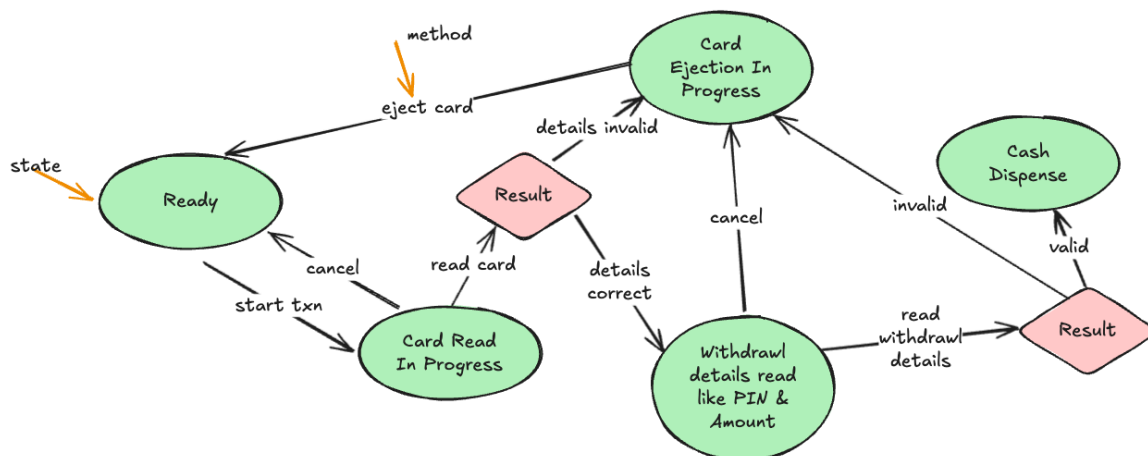 method
Card
Ejection In
Progress
eject card
details invalid
state
Ready
Result
Cash
Dispense
cancel
read card
cancel
invalid
start txn
details
correct
valid
Card Read
In Progress
Withdrawl
details read
like PIN &
Amount
read
withdrawl
details
Result